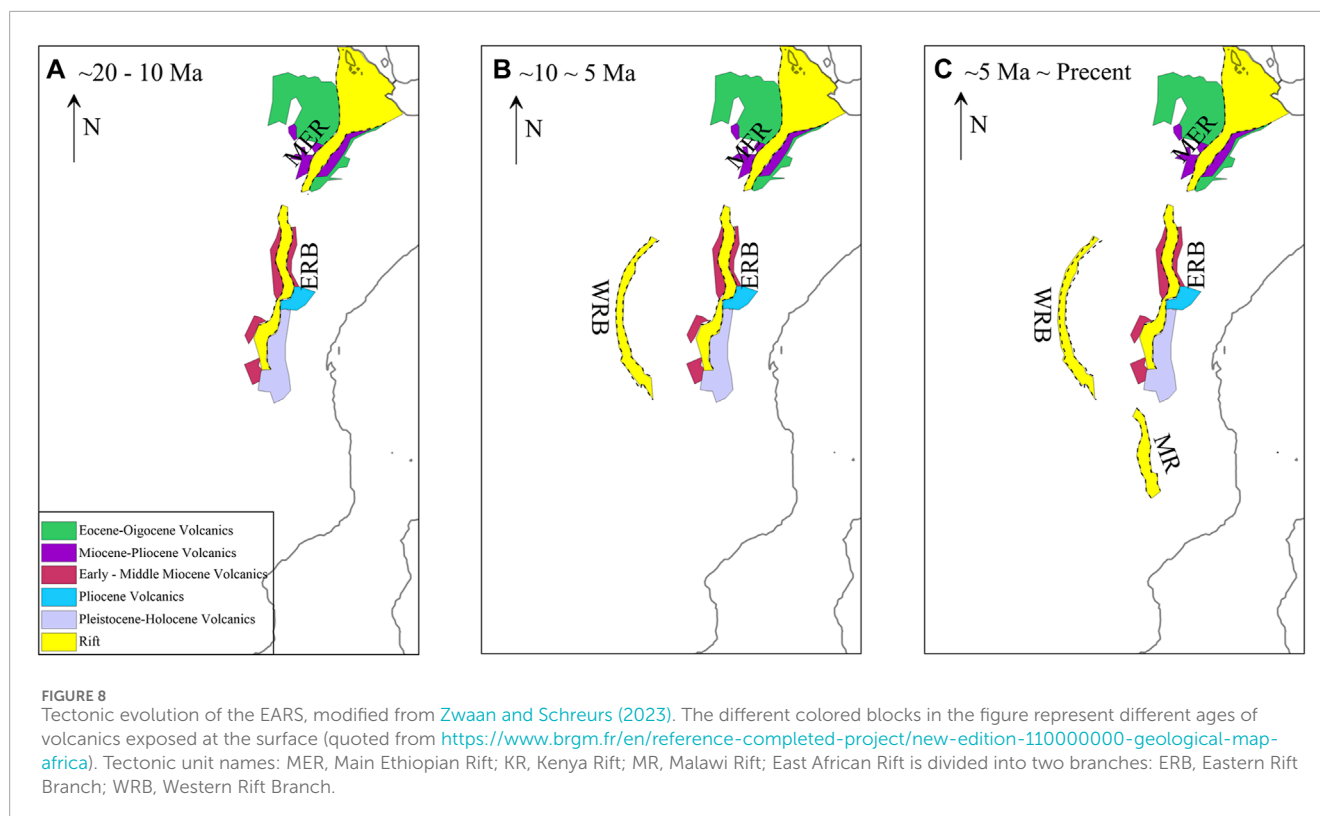 A ~20 - 10 Ma
N
MER
ERB
Eocene-Oigocene Volcanics
Miocene-Pliocene Volcanics
Early - Middle Miocene Volcanics
Pliocene Volcanics
Pleistocene-Holocene Volcanics
Rift
B ~10 ~ 5 Ma
N
MER
ERB
WRB
C ~5 Ma ~ Precent
N
MER
ERB
WRB
MR
FIGURE 8
Tectonic evolution of the EARS, modified from Zwaan and Schreurs (2023). The different colored blocks in the figure represent different ages of
volcanics exposed at the surface (quoted from https://www.brgm.fr/en/reference-completed-project/new-edition-110000000-geological-map-
africa). Tectonic unit names: MER, Main Ethiopian Rift; KR, Kenya Rift; MR, Malawi Rift; East African Rift is divided into two branches: ERB, Eastern Rift
Branch; WRB, Western Rift Branch.